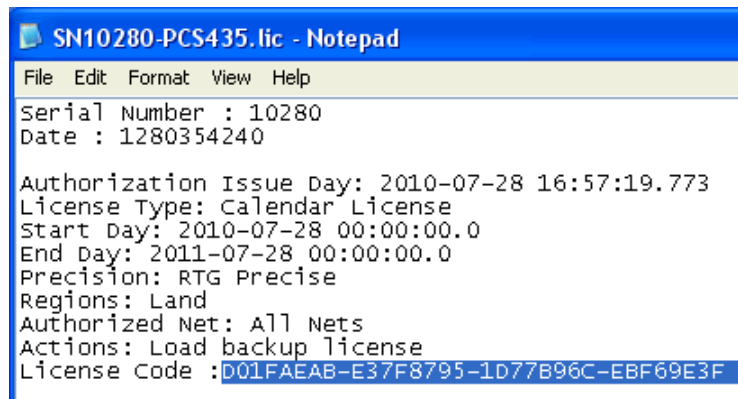 SN10280-PCS435.lic - Notepad
File Edit Format View Help
Serial Number : 10280
Date : 1280354240
Authorization Issue Day: 2010-07-28 16:57:19.773
License Type: Calendar License
Start Day: 2010-07-28 00:00:00.0
End Day: 2011-07-28 00:00:00.0
Precision: RTG Precise
Regions: Land
Authorized Net: All Nets
Actions: Load backup license
License Code :D01FAEAB-E37F8795-1D77B96C-EBF69E3F